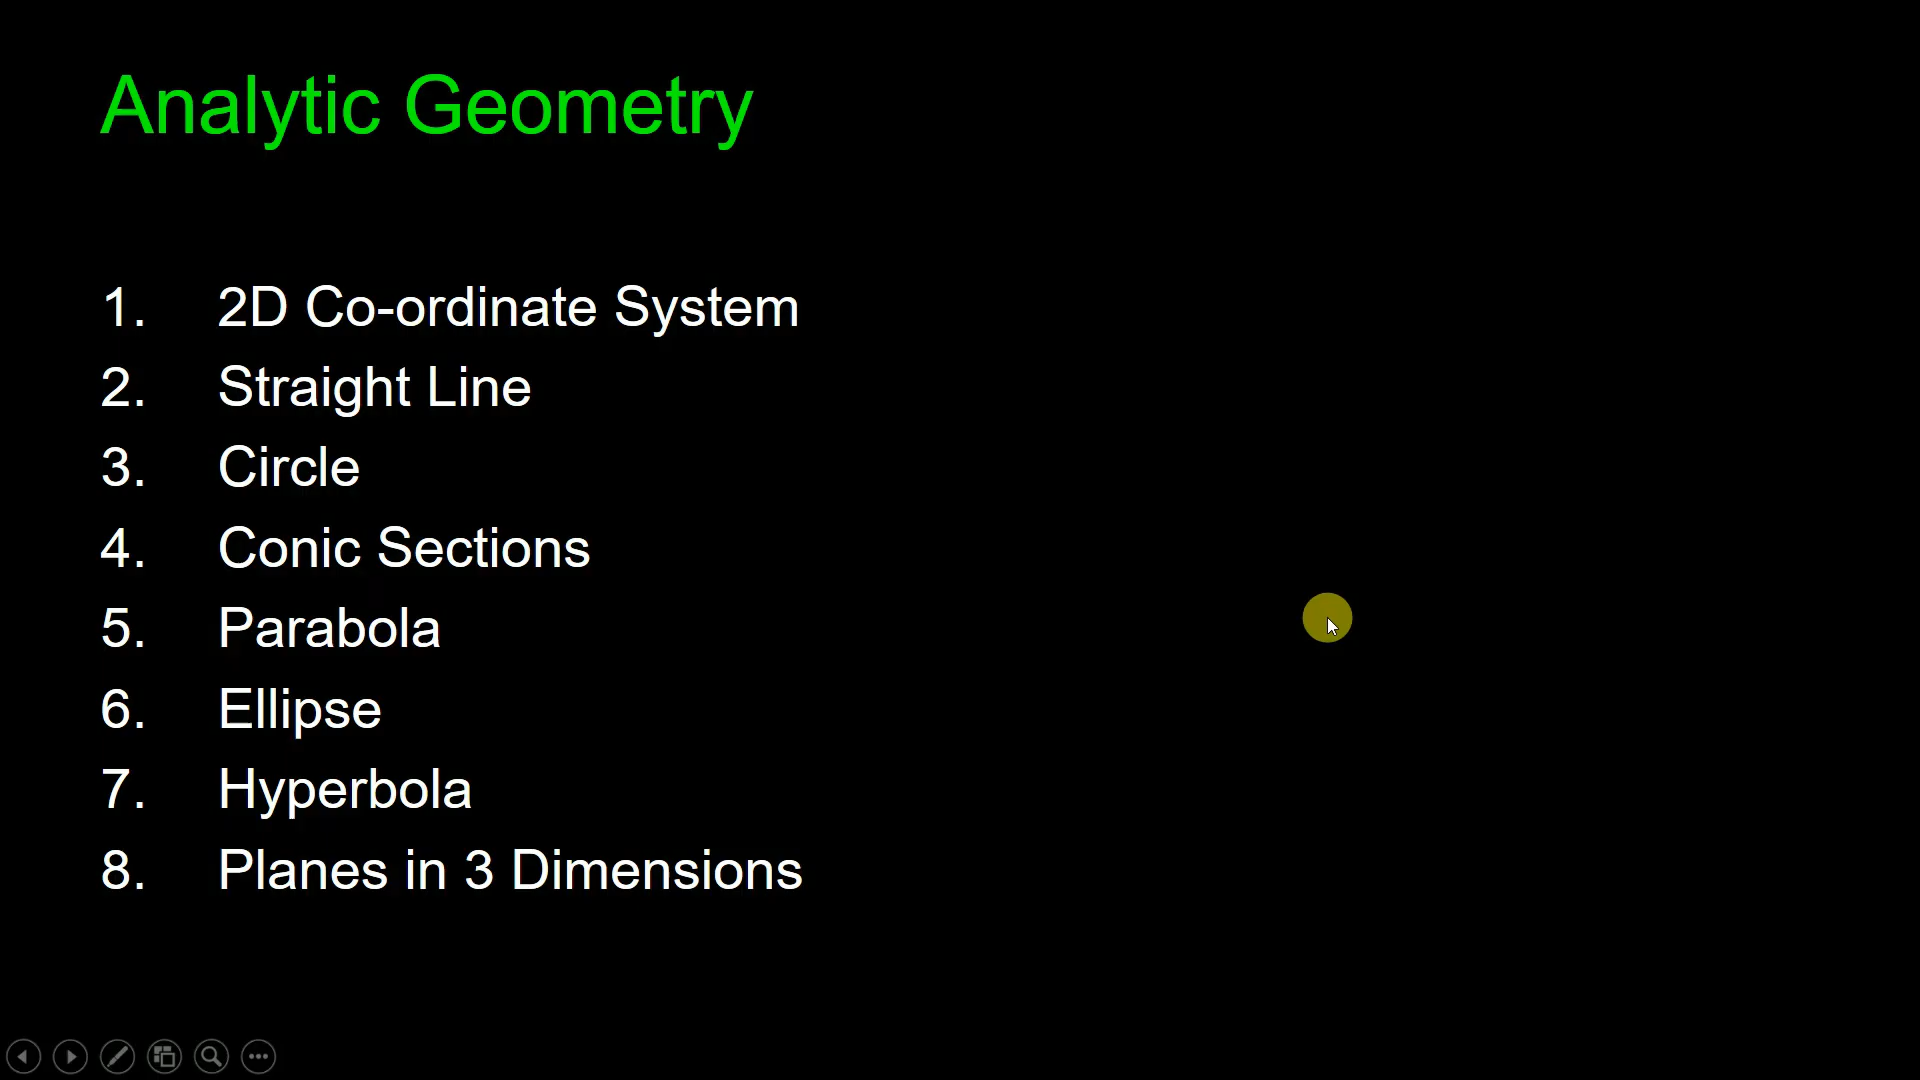 Analytic Geometry
1. 2D Co-ordinate System
2. Straight Line
3. Circle
4. Conic Sections
5. Parabola
6. Ellipse
7. Hyperbola
8. Planes in 3 Dimensions